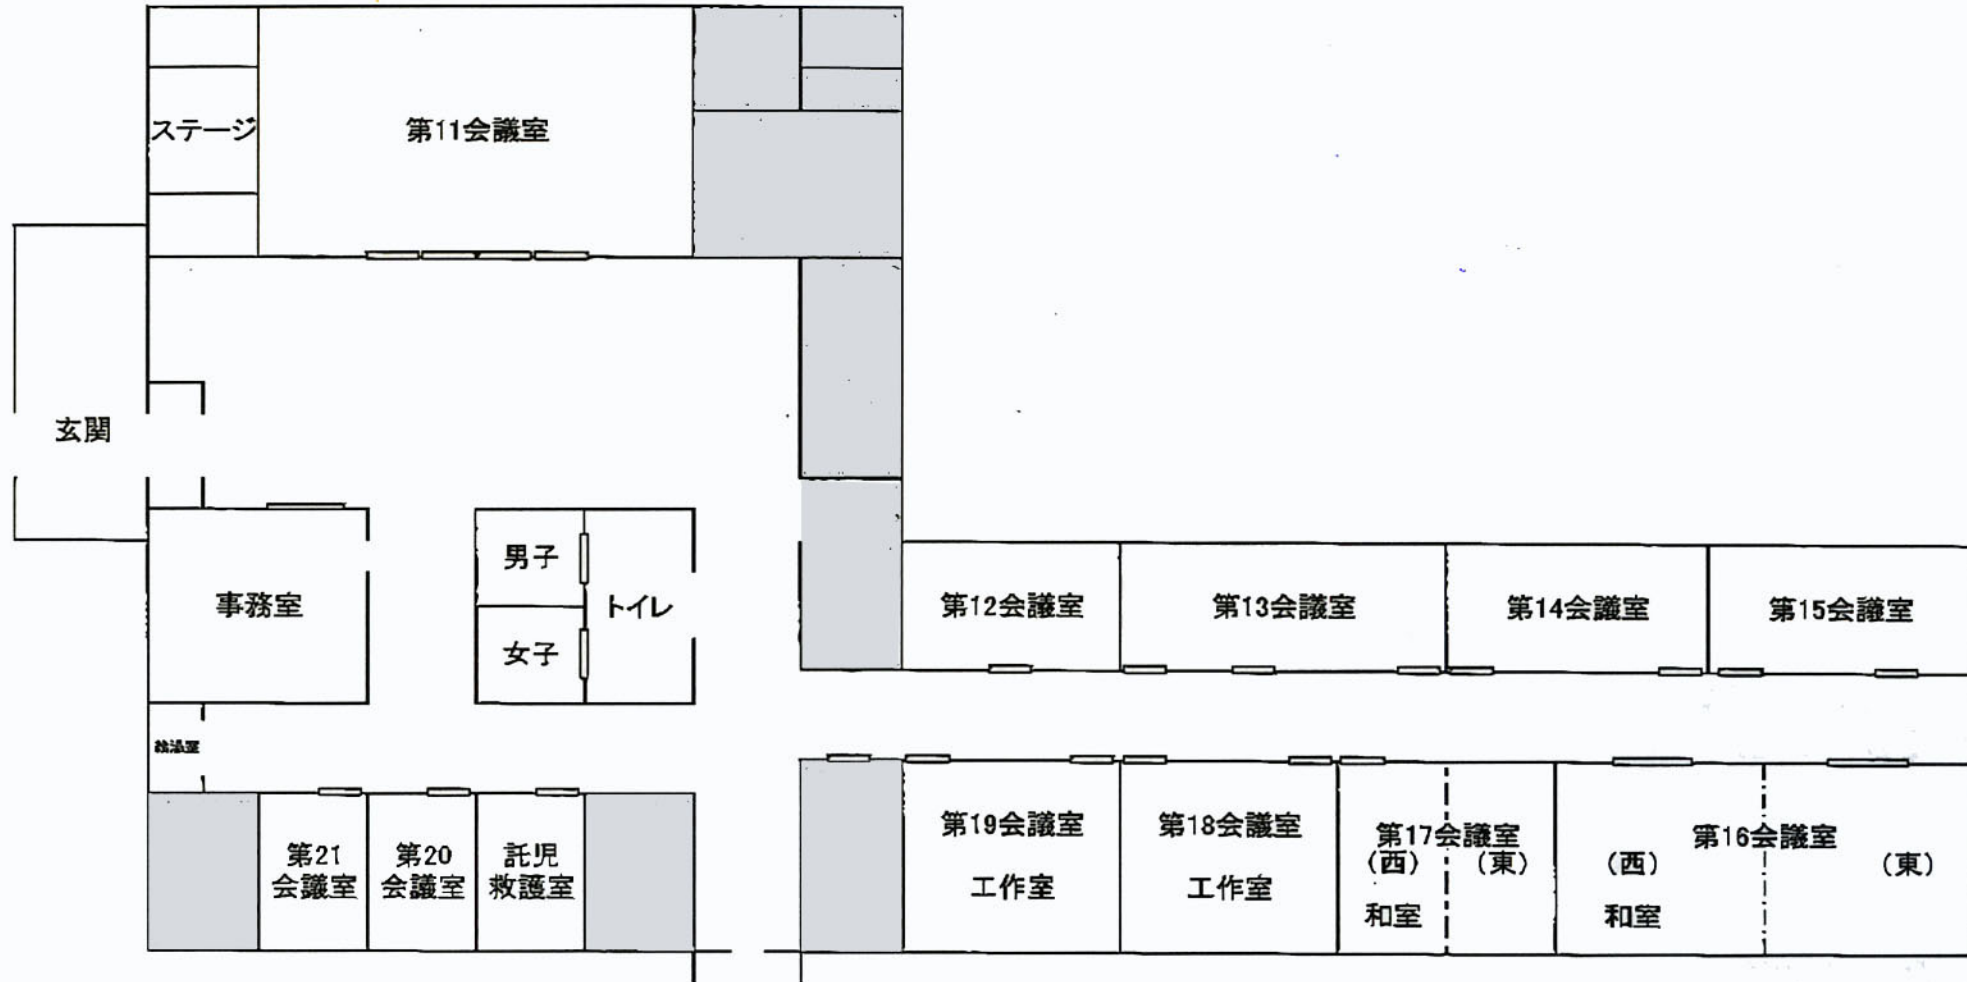 ステージ
第11会議室
玄関
男子
事務室
トイレ
女子
第12会議室
第13会議室
第14会議室
第15会議室
給湯室
第21
会議室
第20
会議室
託児
救護室
第19会議室
工作室
第18会議室
工作室
第17会議室
(西)
(東)
和室
第16会議室
(西)
(東)
和室